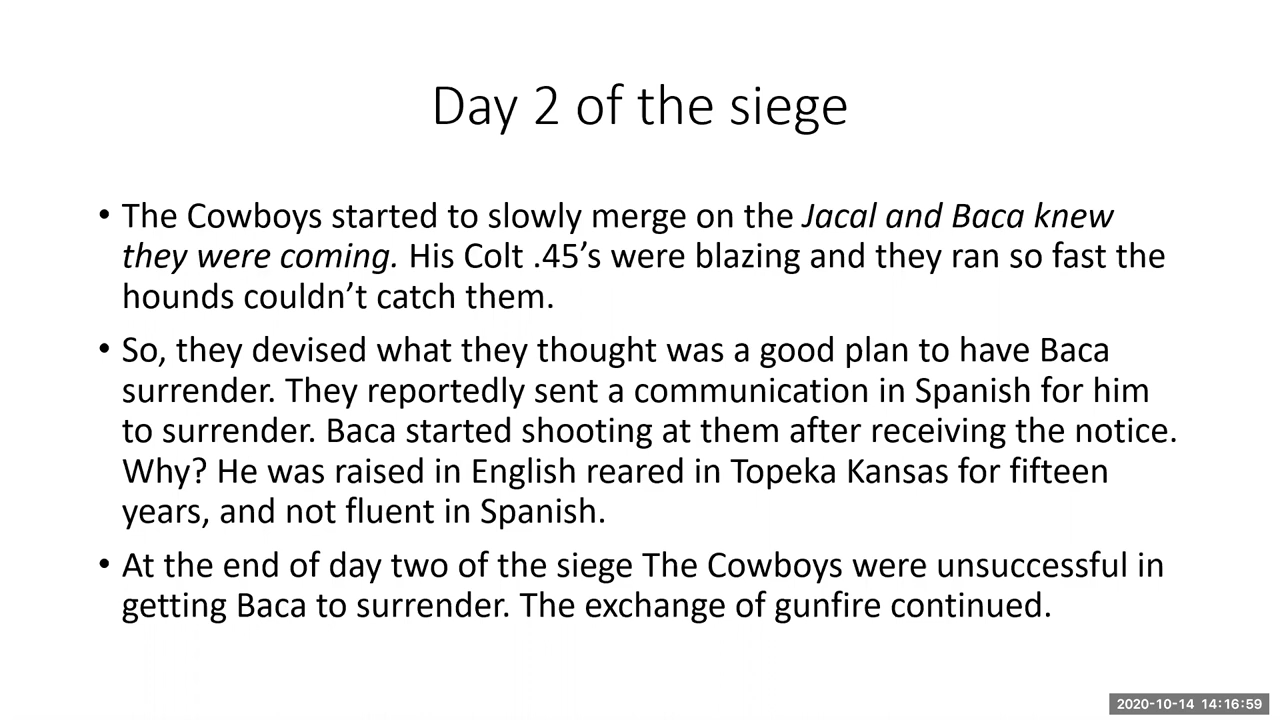 Day 2 of the siege
• The Cowboys started to slowly merge on the Jacal and Baca knew
they were coming. His Colt .45’s were blazing and they ran so fast the
hounds couldn’t catch them.
• So, they devised what they thought was a good plan to have Baca
surrender. They reportedly sent a communication in Spanish for him
to surrender. Baca started shooting at them after receiving the notice.
Why? He was raised in English reared in Topeka Kansas for fifteen
years, and not fluent in Spanish.
• At the end of day two of the siege The Cowboys were unsuccessful in
getting Baca to surrender. The exchange of gunfire continued.
2020-10-14 14:16:59